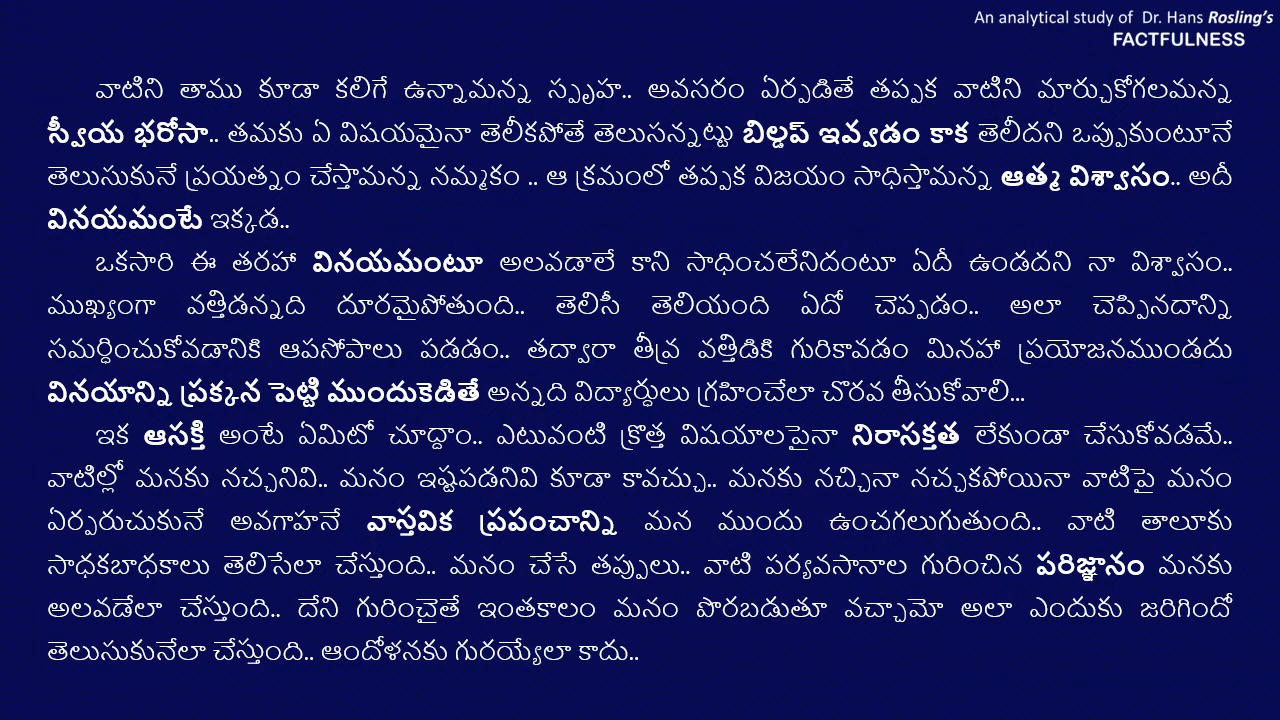 An analytical study of Dr. Hans Rosling's
FACTFULNESS
వాటిని తాము కూడా కలిగే ఉన్నామన్న స్పృహ.. అవసరం ఏర్పడితే తప్పక వాటిని మార్చుకోగలమన్న
స్వీయ భరోసా.. తమకు ఏ విషయమైనా తెలీకపోతే తెలుసన్నట్టు బిల్డప్ ఇవ్వడం కాక తెలీదని ఒప్పుకుంటూనే
తెలుసుకునే ప్రయత్నం చేస్తామన్న నమ్మకం .. ఆ క్రమంలో తప్పక విజయం సాధిస్తామన్న ఆత్మ విశ్వాసం.. అదీ
వినయమంటే ఇక్కడ..
ఒకసారి ఈ తరహా వినయమంటూ అలవడాలే కాని సాధించలేనిదంటూ ఏదీ ఉండదని నా విశ్వాసం..
ముఖ్యంగా వత్తిడన్నది దూరమైపోతుంది.. తెలిసీ తెలియంది ఏదో చెప్పడం.. అలా చెప్పినదాన్ని
సమర్ధించుకోవడానికి ఆపసోపాలు పడడం.. తద్వారా తీవ్ర వత్తిడికి గురికావడం మినహా ప్రయోజనముండదు
వినయాన్ని ప్రక్కన పెట్టి ముందుకెడితే అన్నది విద్యార్ధులు గ్రహించేలా చొరవ తీసుకోవాలి...
ఇక ఆసక్తి అంటే ఏమిటో చూద్దాం.. ఎటువంటి క్రొత్త విషయాలపైనా నిరాసక్తత లేకుండా చేసుకోవడమే..
వాటిల్లో మనకు నచ్చనివి.. మనం ఇష్టపడనివి కూడా కావచ్చు.. మనకు నచ్చినా నచ్చకపోయినా వాటిపై మనం
ఏర్పరుచుకునే అవగాహనే వాస్తవిక ప్రపంచాన్ని మన ముందు ఉంచగలుగుతుంది.. వాటి తాలూకు
సాధకబాధకాలు తెలిసేలా చేస్తుంది.. మనం చేసే తప్పులు.. వాటి పర్యవసానాల గురించిన పరిజ్ఞానం మనకు
అలవడేలా చేస్తుంది.. దేని గురించైతే ఇంతకాలం మనం పొరబడుతూ వచ్చామో అలా ఎందుకు జరిగిందో
తెలుసుకునేలా చేస్తుంది.. ఆందోళనకు గురయ్యేలా కాదు..